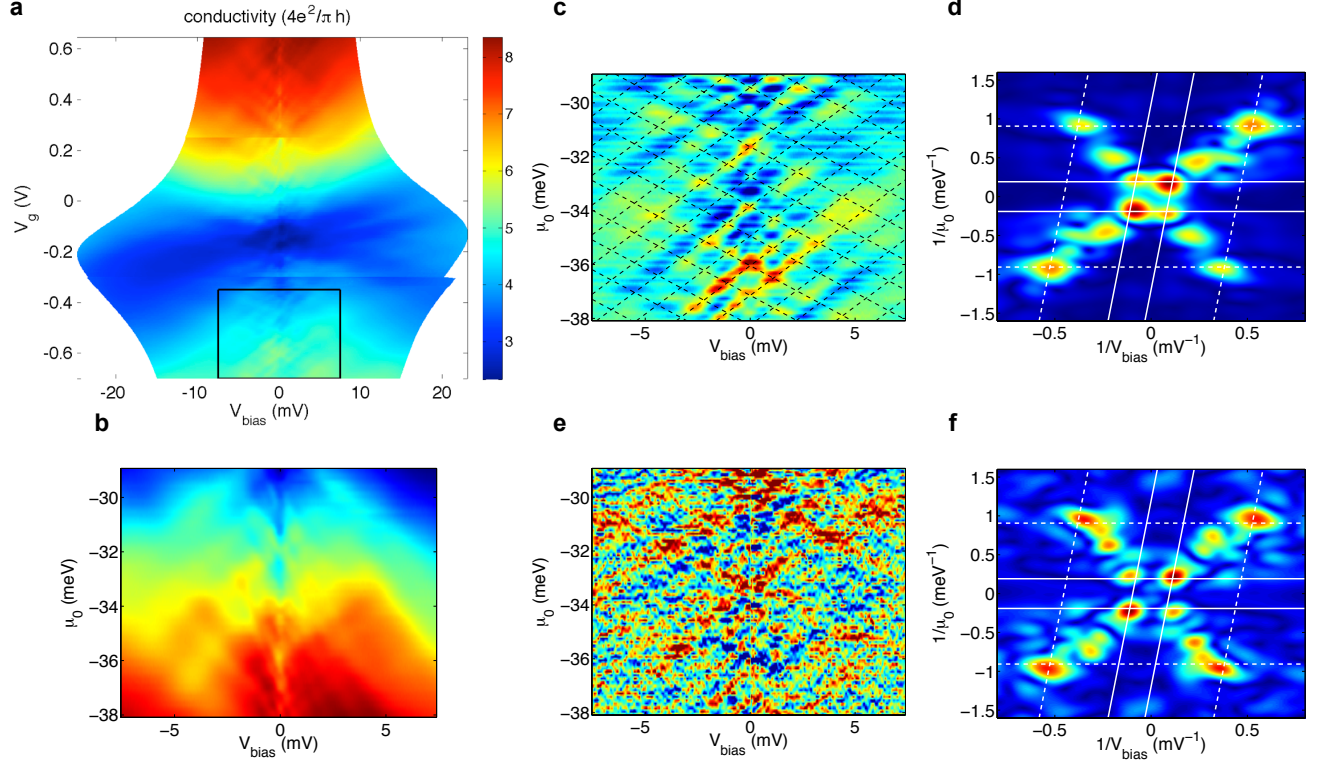 a
conductivity (4e²/π h)
0.6
0.4
0.2
0
-0.2
-0.4
-0.6
V_g (V)
-20 -10 0 10 20
V_bias (mV)
8
7
6
5
4
3
c
−30
−32
−34
−36
−38
μ_0 (meV)
−5 0 5
V_bias (mV)
d
1.5
1
0.5
0
−0.5
−1
−1.5
1/μ_0 (meV⁻¹)
−0.5 0 0.5
1/V_bias (mV⁻¹)
b
−30
−32
−34
−36
−38
μ_0 (meV)
−5 0 5
V_bias (mV)
e
−30
−32
−34
−36
−38
μ_0 (meV)
−5 0 5
V_bias (mV)
f
1.5
1
0.5
0
−0.5
−1
−1.5
1/μ_0 (meV⁻¹)
−0.5 0 0.5
1/V_bias (mV⁻¹)